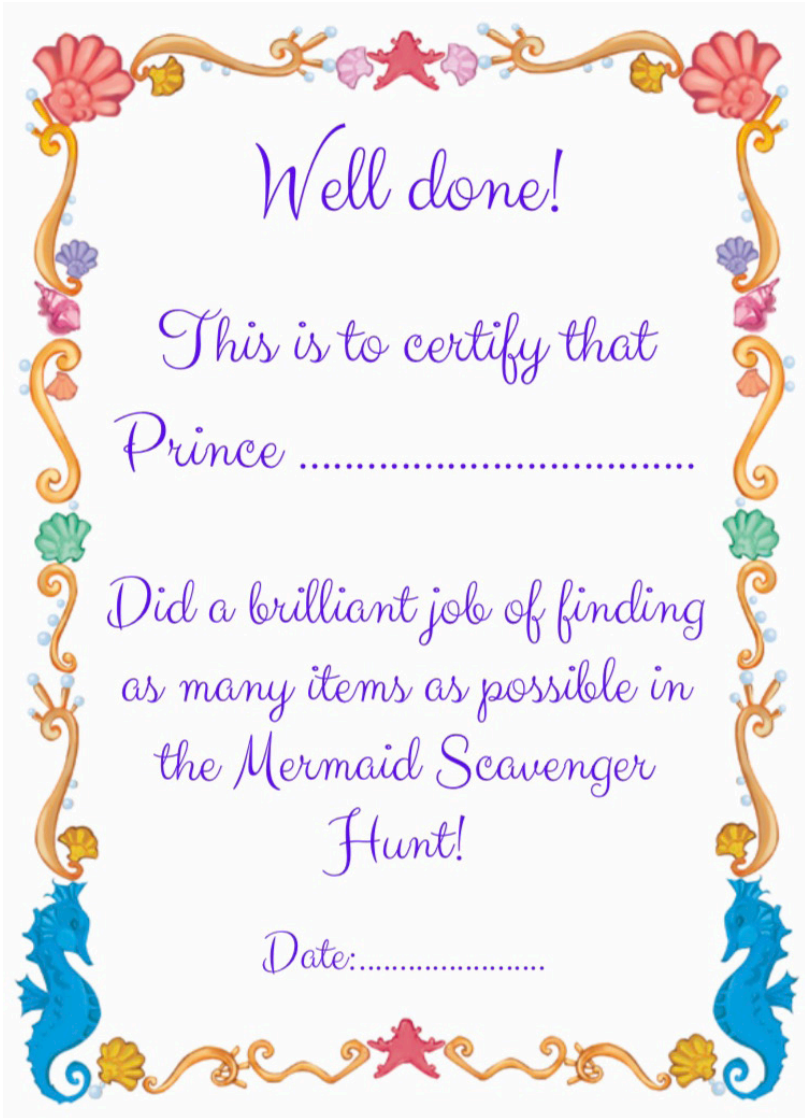 Well done!
This is to certify that
Prince ...................................
Did a brilliant job of finding
as many items as possible in
the Mermaid Scavenger
Hunt!
Date:.......................